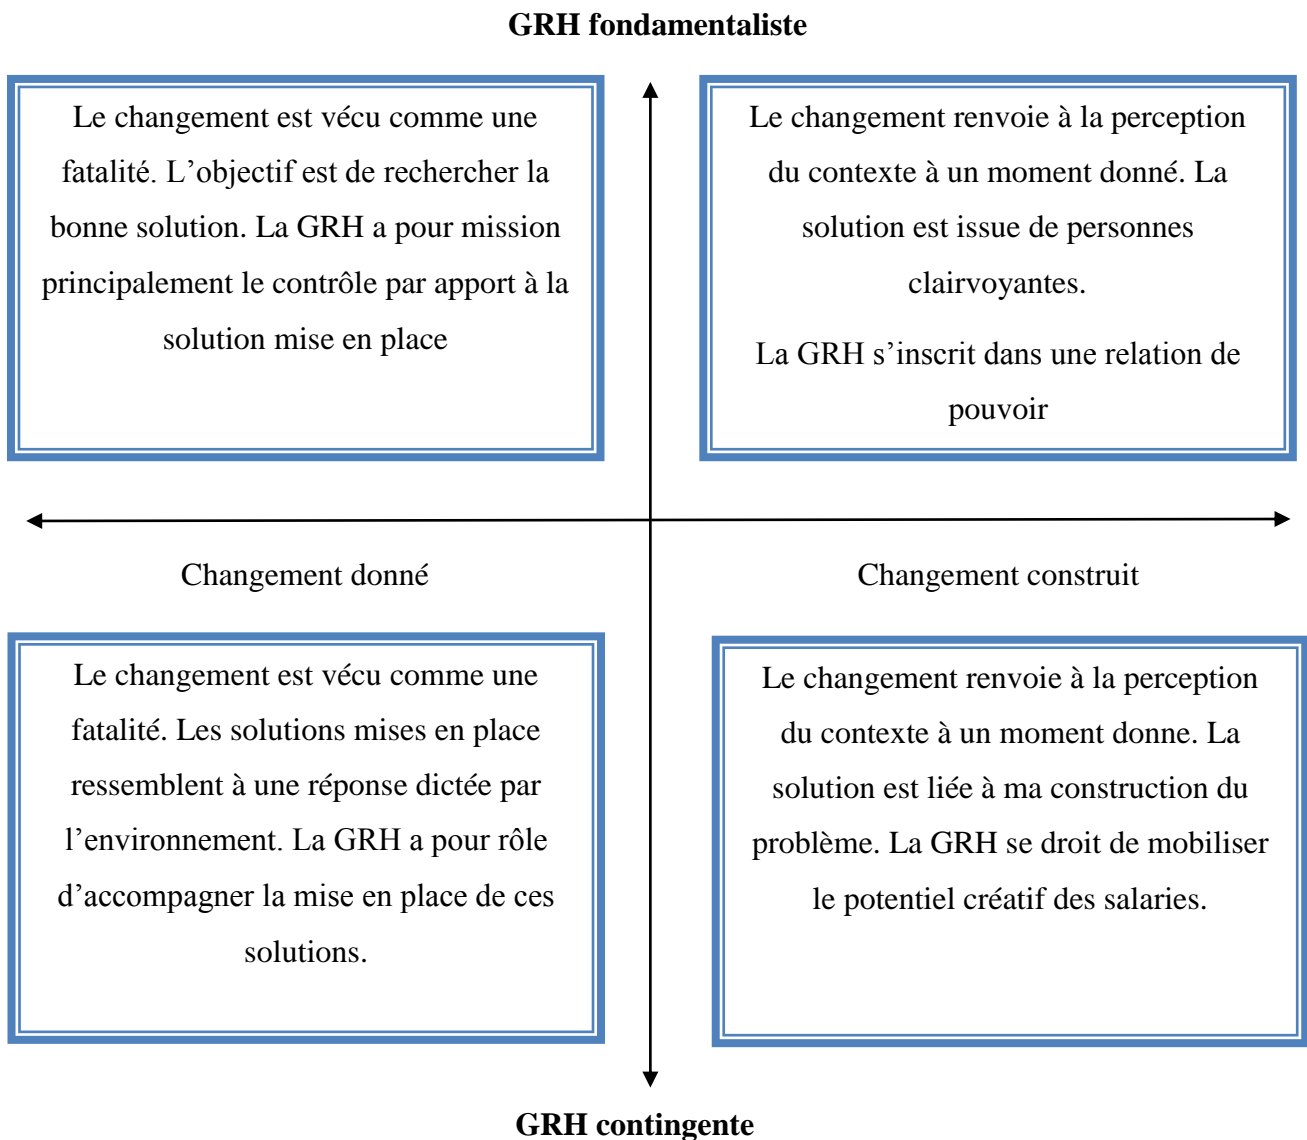 GRH fondamentaliste
Le changement est vécu comme une
fatalité. L’objectif est de rechercher la
bonne solution. La GRH a pour mission
principalement le contrôle par apport à la
solution mise en place
Le changement renvoie à la perception
du contexte à un moment donné. La
solution est issue de personnes
clairvoyantes.
La GRH s’inscrit dans une relation de
pouvoir
Changement donné
Changement construit
Le changement est vécu comme une
fatalité. Les solutions mises en place
ressemblent à une réponse dictée par
l’environnement. La GRH a pour rôle
d’accompagner la mise en place de ces
solutions.
Le changement renvoie à la perception
du contexte à un moment donne. La
solution est liée à ma construction du
problème. La GRH se droit de mobiliser
le potentiel créatif des salaries.
GRH contingente